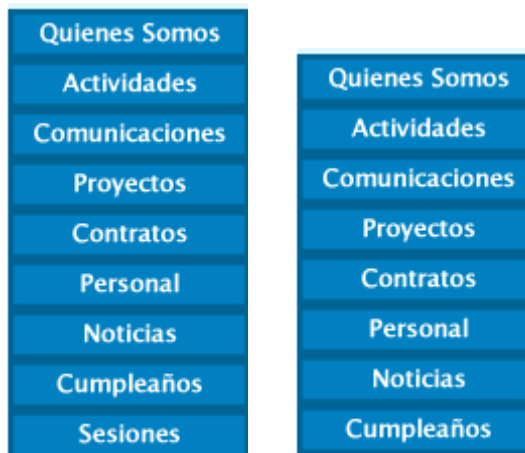 Quienes Somos
Actividades
Comunicaciones
Proyectos
Contratos
Personal
Noticias
Cumpleaños
Sesiones
Quienes Somos
Actividades
Comunicaciones
Proyectos
Contratos
Personal
Noticias
Cumpleaños